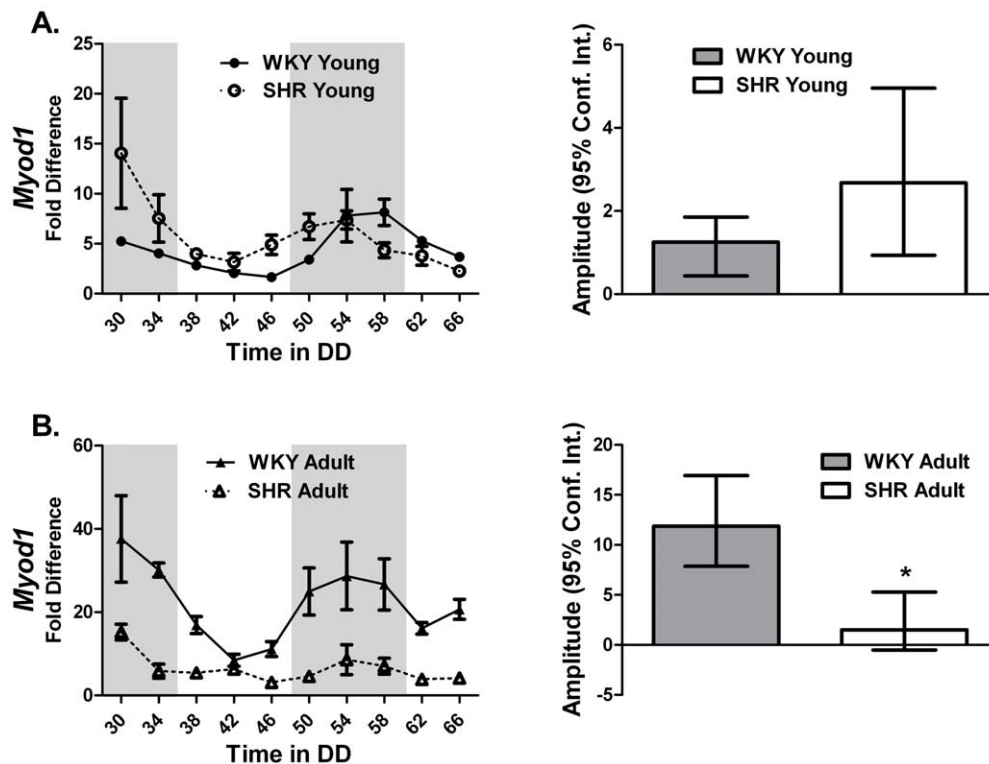 A.
Myod1
Fold Difference
25
20
15
10
5
0
WKY Young
SHR Young
30 34 38 42 46 50 54 58 62 66
Time in DD
Amplitude (95% Conf. Int.)
6
4
2
0
WKY Young
SHR Young
B.
Myod1
Fold Difference
60
40
20
0
WKY Adult
SHR Adult
30 34 38 42 46 50 54 58 62 66
Time in DD
Amplitude (95% Conf. Int.)
20
15
10
5
0
-5
WKY Adult
SHR Adult
*